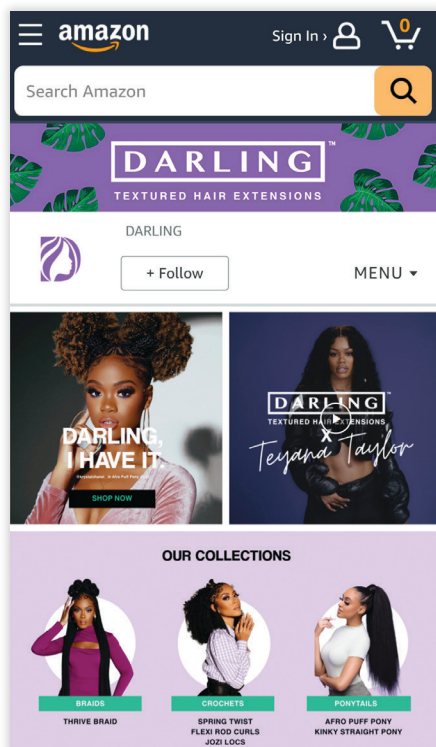 amazon
Sign In ›
0
Search Amazon
DARLING™
TEXTURED HAIR EXTENSIONS
DARLING
+ Follow
MENU
DARLING,
I HAVE IT.
SHOP NOW
DARLING
TEXTURED HAIR EXTENSIONS
X
Teyana Taylor
OUR COLLECTIONS
BRAIDS
CROCHETS
PONYTAILS
THRIVE BRAID
SPRING TWIST
FLEXI ROD CURLS
JOZI LOCS
AFRO PUFF PONY
KINKY STRAIGHT PONY